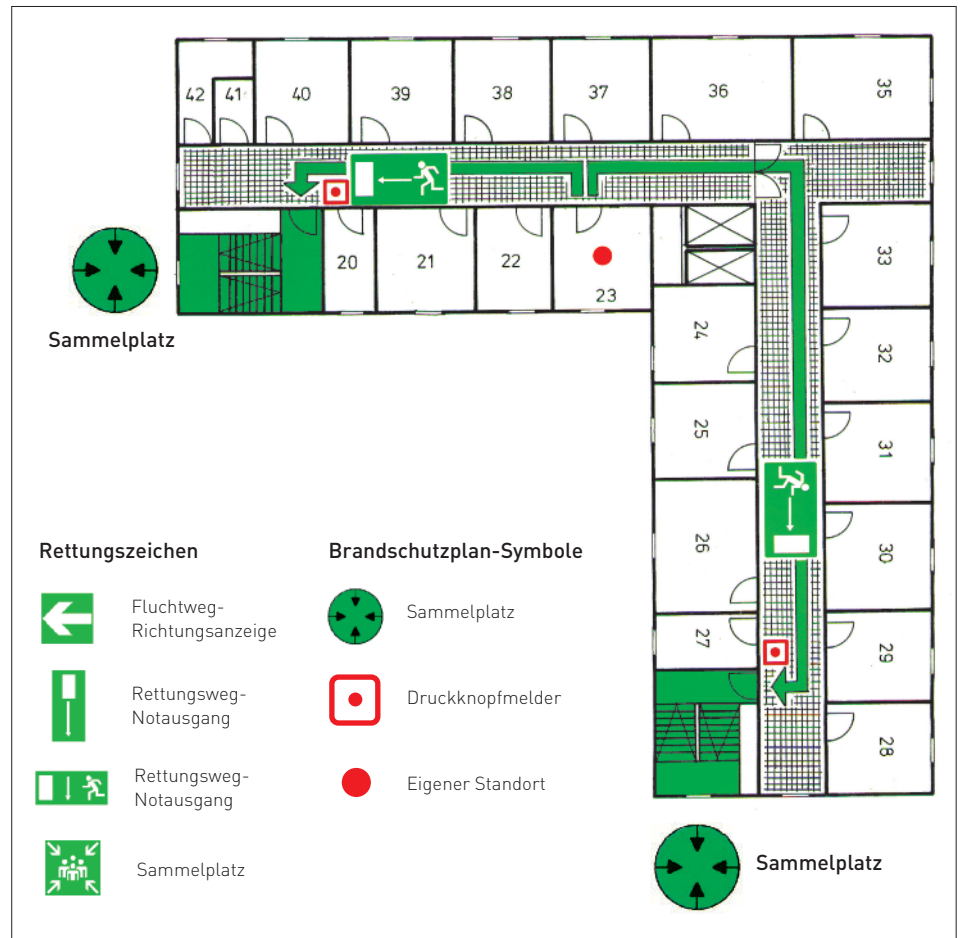 42
41
40
39
38
37
36
35
20
21
22
23
33
24
32
25
31
26
30
27
29
28
Sammelplatz
Rettungszeichen
Fluchtweg-
Richtungsanzeige
Rettungsweg-
Notausgang
Rettungsweg-
Notausgang
Sammelplatz
Brandschutzplan-Symbole
Sammelplatz
Druckknopfmelder
Eigener Standort
Sammelplatz